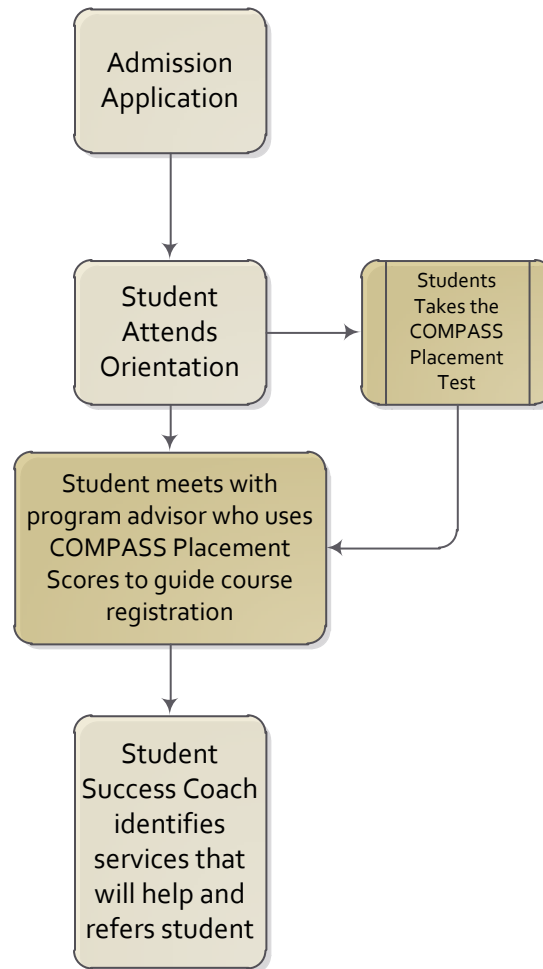 Admission
Application
Student
Attends
Orientation
Students
Takes the
COMPASS
Placement
Test
Student meets with
program advisor who uses
COMPASS Placement
Scores to guide course
registration
Student
Success Coach
identifies
services that
will help and
refers student